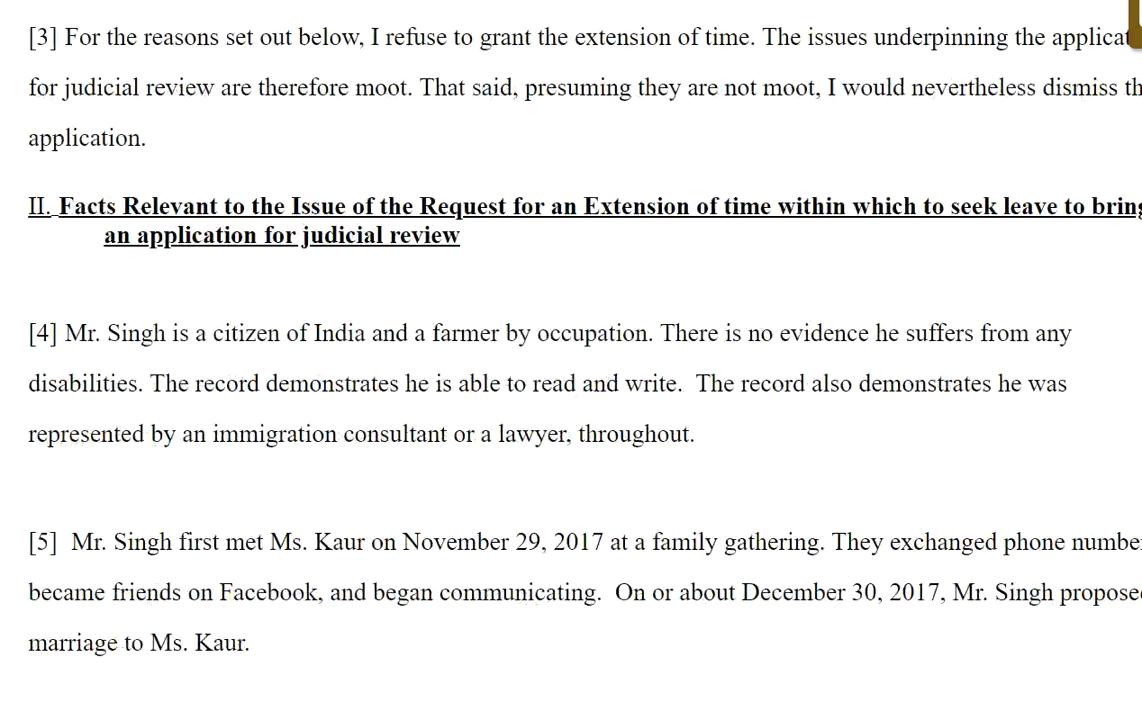 [3] For the reasons set out below, I refuse to grant the extension of time. The issues underpinning the
for judicial review are therefore moot. That said, presuming they are not moot, I would nevertheless dismiss
application.
II. Facts Relevant to the Issue of the Request for an Extension of time within which to seek leave to
an application for judicial review
[4] Mr. Singh is a citizen of India and a farmer by occupation. There is no evidence he suffers from any
disabilities. The record demonstrates he is able to read and write. The record also demonstrates he was
represented by an immigration consultant or a lawyer, throughout.
[5] Mr. Singh first met Ms. Kaur on November 29, 2017 at a family gathering. They exchanged phone
became friends on Facebook, and began communicating. On or about December 30, 2017, Mr. Singh
marriage to Ms. Kaur.